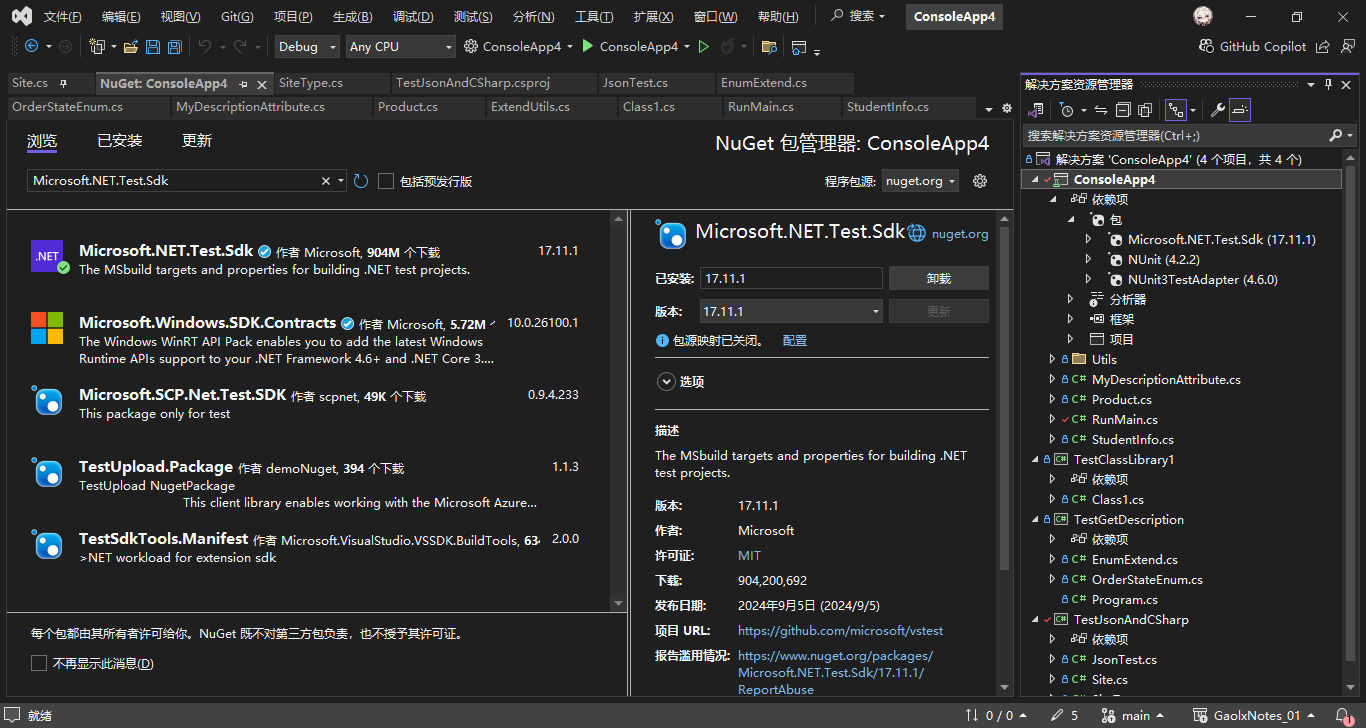 文件(F) 编辑(E) 视图(V) Git(G) 项目(P) 生成(B) 调试(D) 测试(S) 分析(N) 工具(T) 扩展(X) 窗口(W) 帮助(H) 搜索 ConsoleApp4
Debug Any CPU ConsoleApp4 ConsoleApp4 GitHub Copilot
Site.cs NuGet: ConsoleApp4 SiteType.cs TestJsonAndCSharp.csproj JsonTest.cs EnumExtend.cs
OrderStateEnum.cs MyDescriptionAttribute.cs Product.cs ExtendUtils.cs Class1.cs RunMain.cs StudentInfo.cs
浏览 已安装 更新
NuGet 包管理器: ConsoleApp4
Microsoft.NET.Test.Sdk 包括预发行版
程序包源: nuget.org
.NET
Microsoft.NET.Test.Sdk 作者 Microsoft, 904M 个下载 17.11.1
The MSbuild targets and properties for building .NET test projects.
Microsoft.Windows.SDK.Contracts 作者 Microsoft, 5.72M 10.0.26100.1
The Windows WinRT API Pack enables you to add the latest Windows
Runtime APIs support to your .NET Framework 4.6+ and .NET Core 3....
Microsoft.SCP.Net.Test.SDK 作者 scpnet, 49K 个下载 0.9.4.233
This package only for test
TestUpload.Package 作者 demoNuget, 394 个下载 1.1.3
TestUpload NugetPackage
This client library enables working with the Microsoft Azure...
TestSdkTools.Manifest 作者 Microsoft.VisualStudio.VSSDK.BuildTools, 634 2.0.0
>NET workload for extension sdk
每个包都由其所有者许可给你。NuGet 既不对第三方包负责，也不授予其许可证。
不再显示此消息(D)
Microsoft.NET.Test.Sdk nuget.org
已安装: 17.11.1 卸载
版本: 17.11.1 更新
包源映射已关闭。 配置
选项
描述
The MSbuild targets and properties for building .NET
test projects.
版本: 17.11.1
作者: Microsoft
许可证: MIT
下载: 904,200,692
发布日期: 2024年9月5日 (2024/9/5)
项目 URL: https://github.com/microsoft/vstest
报告滥用情况: https://www.nuget.org/packages/
Microsoft.NET.Test.Sdk/17.11.1/
ReportAbuse
解决方案资源管理器
搜索解决方案资源管理器(Ctrl+;)
解决方案 'ConsoleApp4' (4 个项目，共 4 个)
ConsoleApp4
依赖项
包
Microsoft.NET.Test.Sdk (17.11.1)
NUnit (4.2.2)
NUnit3TestAdapter (4.6.0)
分析器
框架
项目
Utils
C# MyDescriptionAttribute.cs
C# Product.cs
C# RunMain.cs
C# StudentInfo.cs
C# TestClassLibrary1
依赖项
C# Class1.cs
C# TestGetDescription
依赖项
C# EnumExtend.cs
C# OrderStateEnum.cs
C# Program.cs
C# TestJsonAndCSharp
依赖项
C# JsonTest.cs
C# Site.cs
就绪 0 / 0 5 main GaolxNotes_01 1